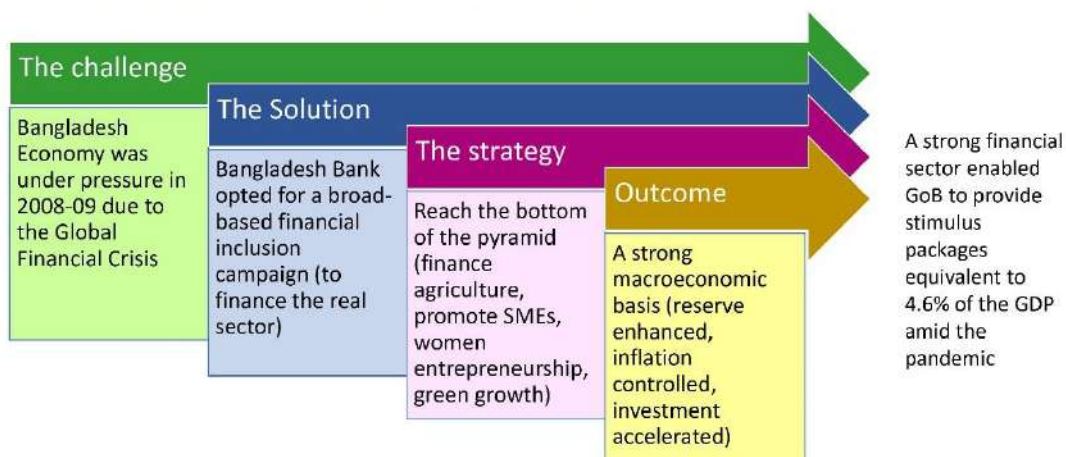 The challenge
Bangladesh
Economy was
under pressure in
2008-09 due to
the Global
Financial Crisis
The Solution
Bangladesh Bank
opted for a broad-
based financial
inclusion
campaign (to
finance the real
sector)
The strategy
Reach the bottom
of the pyramid
(finance
agriculture,
promote SMEs,
women
entrepreneurship,
green growth)
Outcome
A strong
macroeconomic
basis (reserve
enhanced,
inflation
controlled,
investment
accelerated)
A strong financial
sector enabled
GoB to provide
stimulus
packages
equivalent to
4.6% of the GDP
amid the
pandemic